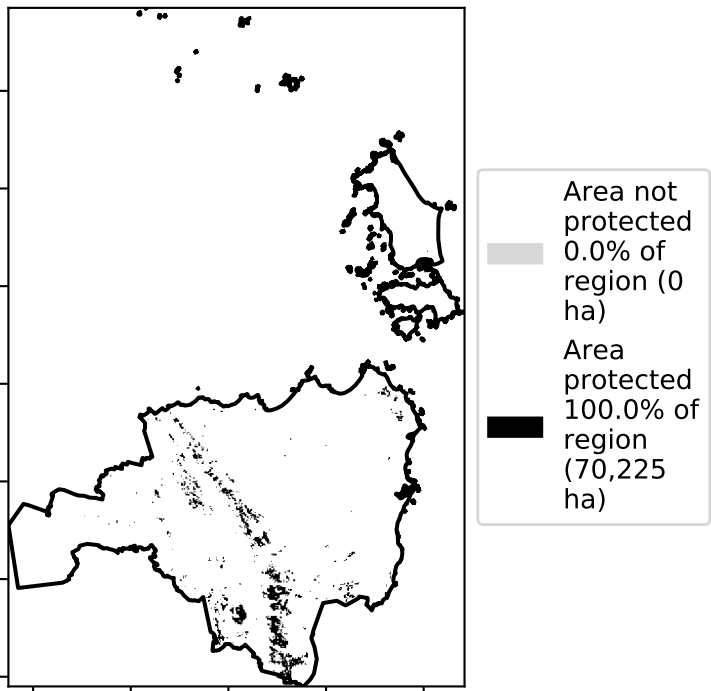 Area not
protected
0.0% of
region (0
ha)
Area
protected
100.0% of
region
(70,225
ha)